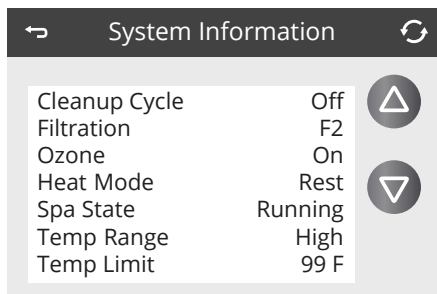 System Information
Cleanup Cycle Off
Filtration F2
Ozone On
Heat Mode Rest
Spa State Running
Temp Range High
Temp Limit 99 F